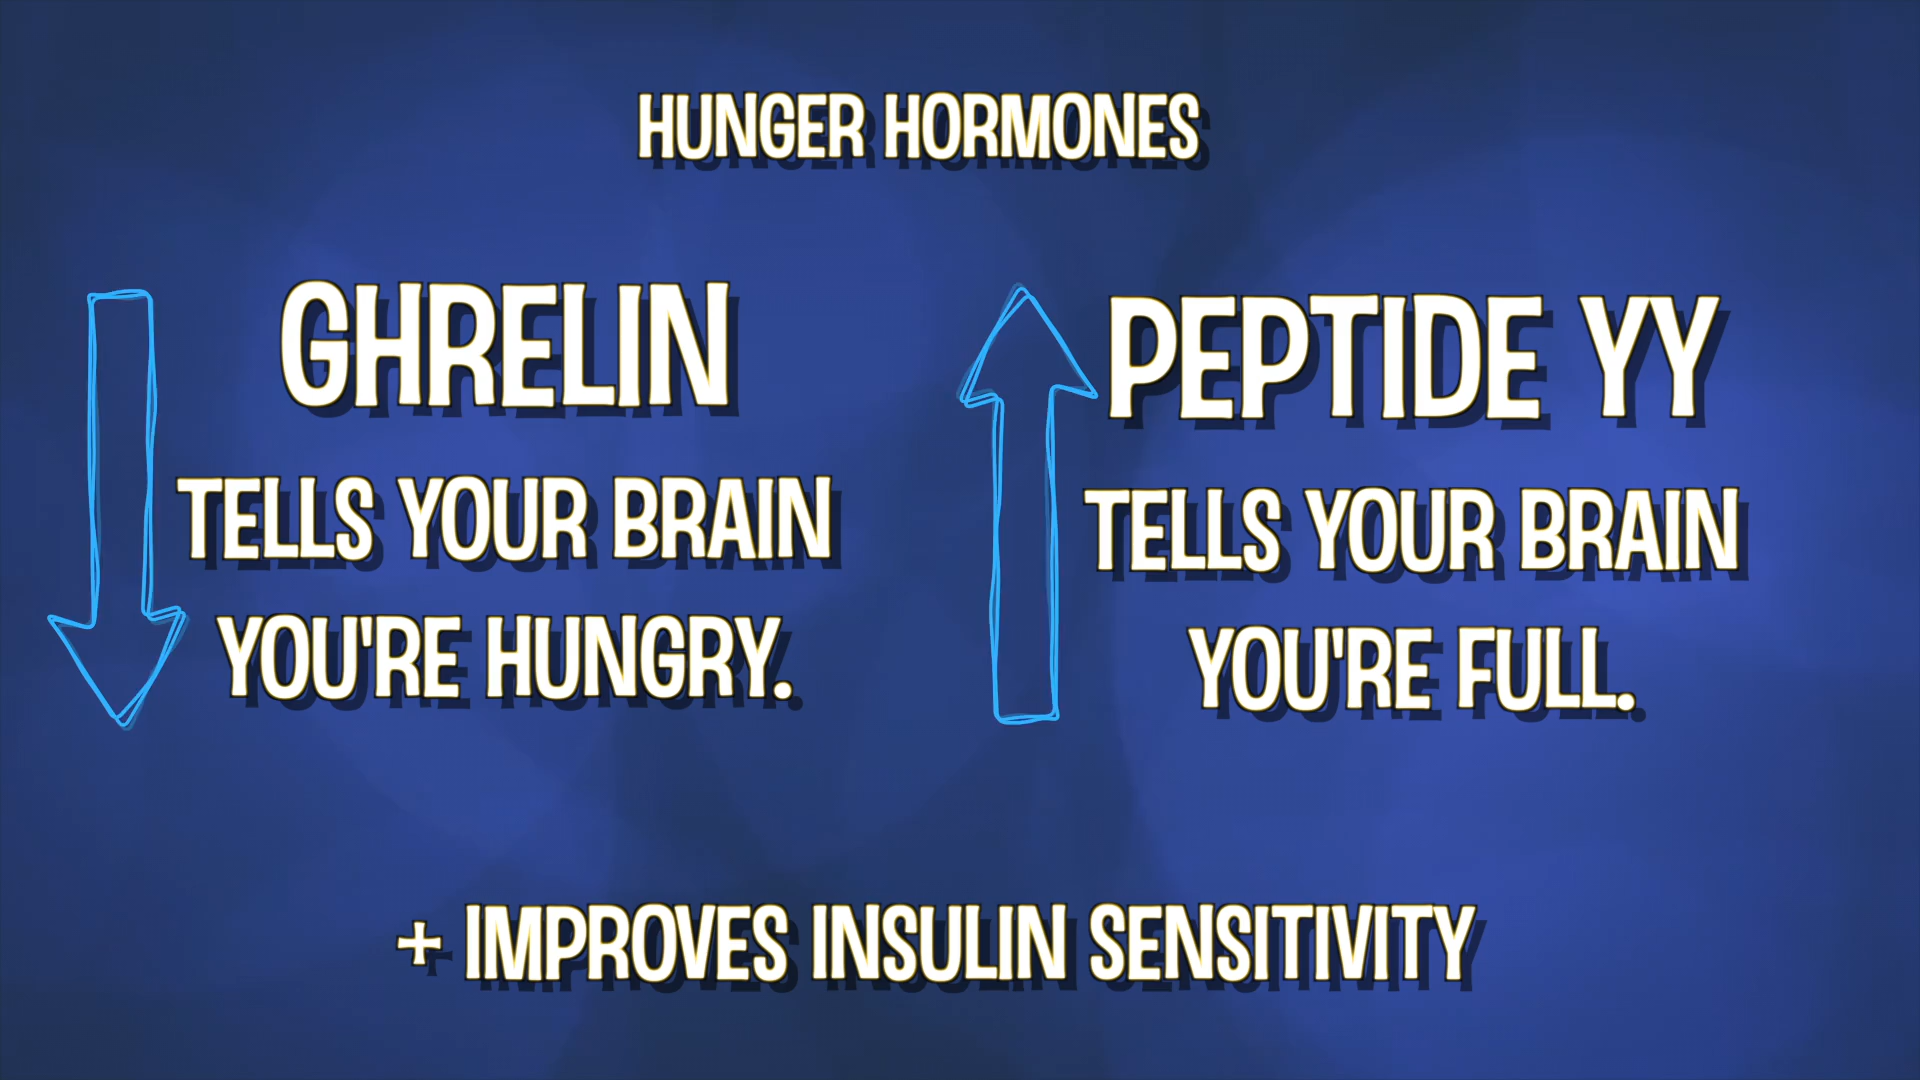 HUNGER HORMONES
GHRELIN
TELLS YOUR BRAIN
YOU'RE HUNGRY.
PEPTIDE YY
TELLS YOUR BRAIN
YOU'RE FULL.
+ IMPROVES INSULIN SENSITIVITY